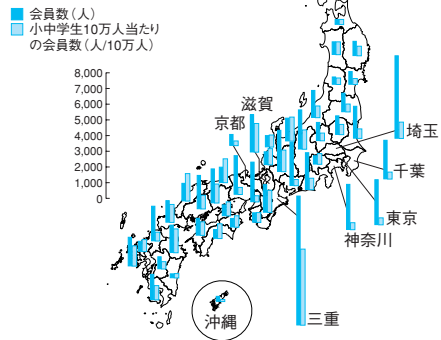 会員数（人）
小中学生10万人当たり
の会員数（人/10万人）
8,000
7,000
6,000
5,000
4,000
3,000
2,000
1,000
0
滋賀
京都
埼玉
千葉
東京
神奈川
三重
沖縄